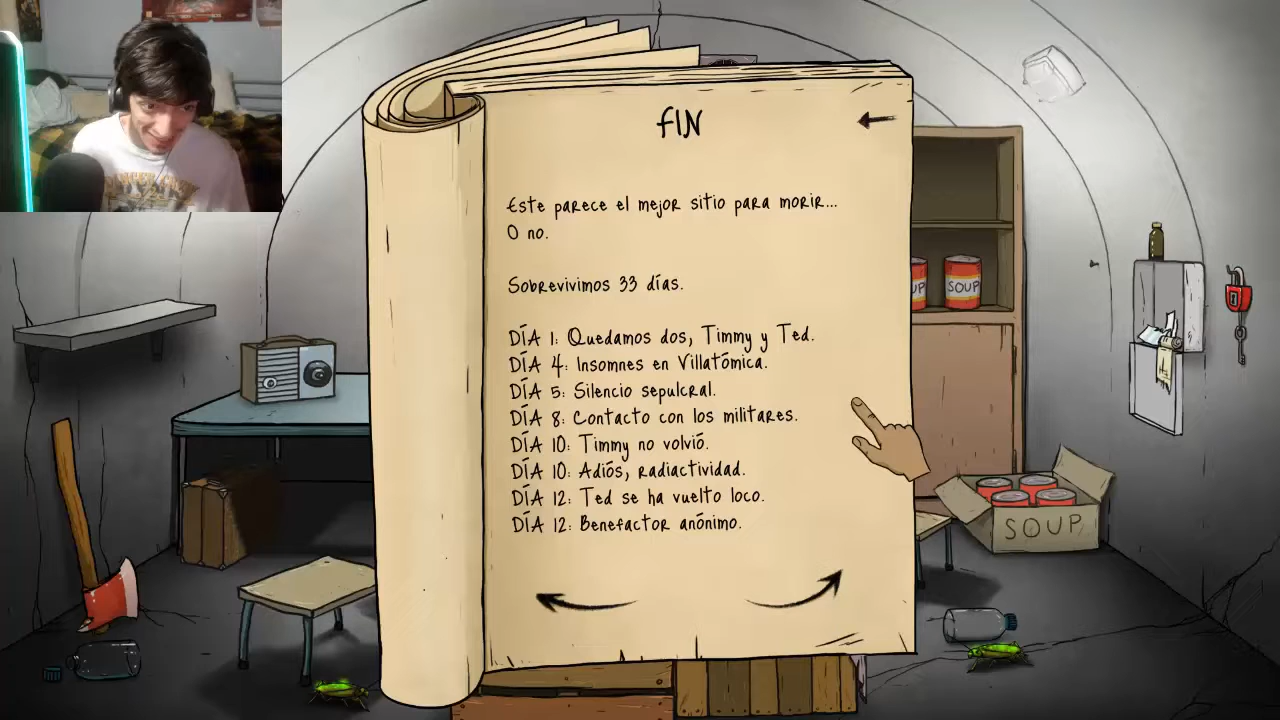 FIN
Este parece el mejor sitio para morir...
O no.
Sobrevivimos 33 días.
DÍA 1: Quedamos dos, Timmy y Ted.
DÍA 4: Insomnes en Villatómica.
DÍA 5: Silencio sepulcral.
DÍA 8: Contacto con los militares.
DÍA 10: Timmy no volvió.
DÍA 10: Adiós, radiactividad.
DÍA 12: Ted se ha vuelto loco.
DÍA 12: Benefactor anónimo.
UP
SOUP
SOUP